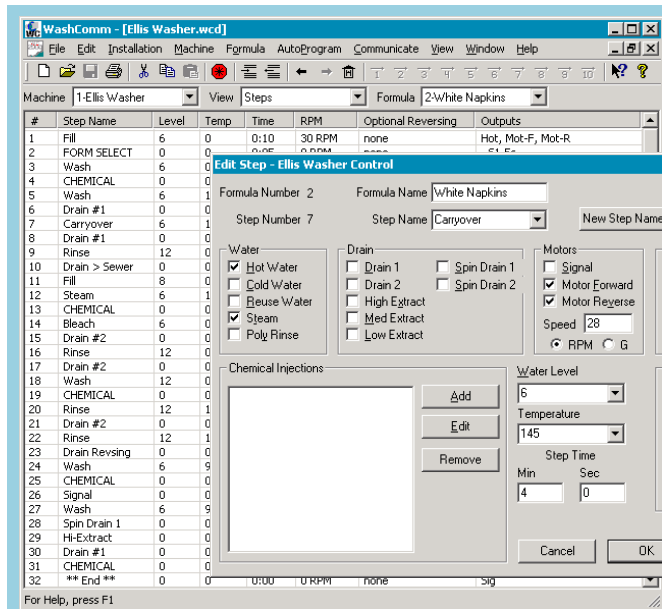 WashComm - [Ellis Washer.wcd]
File Edit Installation Machine Formula AutoProgram Communicate View Window Help
1 2 3 4 5 6 7 8 9 10
Machine 1-Ellis Washer View Steps Formula 2-White Napkins
# Step Name Level Temp Time RPM Optional Reversing Outputs
1 Fill 6 0 0:10 30 RPM none Hot, Mot-F, Mot-R
2 FORM SELECT 0
3 Wash 6
4 CHEMICAL 0
5 Wash 6
6 Drain #1 0
7 Carryover 6
8 Drain #1 0
9 Rinse 12
10 Drain > Sewer 0
11 Fill 8
12 Steam 6
13 CHEMICAL 0
14 Bleach 6
15 Drain #2 0
16 Rinse 12
17 Drain #2 0
18 Wash 12
19 CHEMICAL 0
20 Rinse 12
21 Drain #2 0
22 Rinse 12
23 Drain Revsing 0
24 Wash 6
25 CHEMICAL 0
26 Signal 0
27 Wash 6
28 Spin Drain 1 0
29 Hi-Extract 0
30 Drain #1 0
31 CHEMICAL 0
32 ** End ** 0 0 0:00 0 RPM none Sig
For Help, press F1
Edit Step - Ellis Washer Control
Formula Number 2 Formula Name White Napkins
Step Number 7 Step Name Carryover New Step Name
Water Drain Motors
Hot Water Drain 1 Spin Drain 1 Signal
Cold Water Drain 2 Spin Drain 2 Motor Forward
Reuse Water High Extract Motor Reverse
Steam Med Extract Speed 28
Poly Rinse Low Extract RPM G
Chemical Injections
Add
Edit
Remove
Water Level
6
Temperature
145
Step Time
Min Sec
4 0
Cancel OK